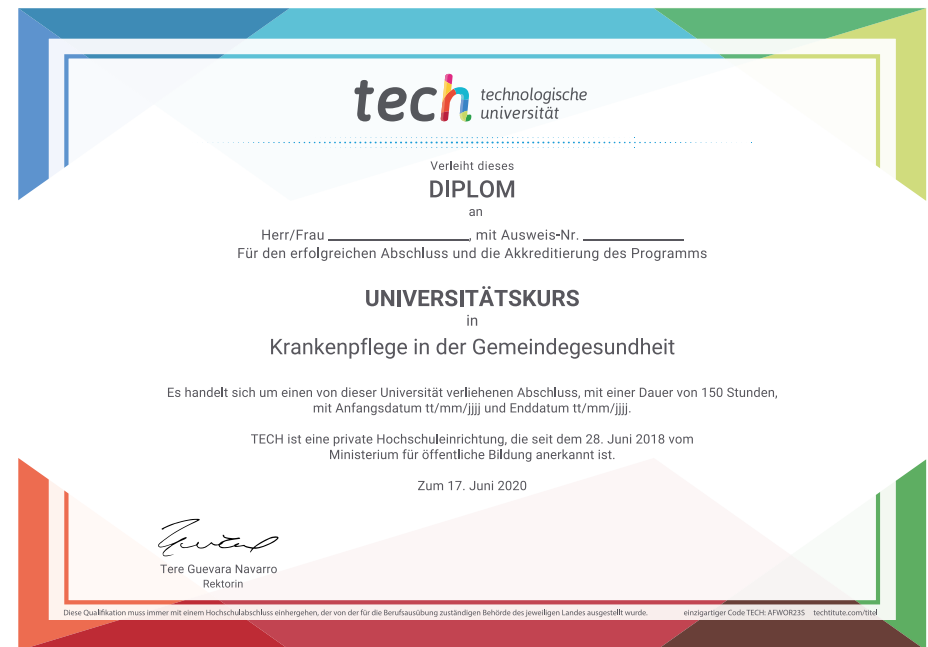 tech technologische
universität
Verleiht dieses
DIPLOM
an
Herr/Frau ____________, mit Ausweis-Nr. ____________
Für den erfolgreichen Abschluss und die Akkreditierung des Programms
UNIVERSITÄTSKURS
in
Krankenpflege in der Gemeindegesundheit
Es handelt sich um einen von dieser Universität verliehenen Abschluss, mit einer Dauer von 150 Stunden,
mit Anfangsdatum tt/mm/jjjj und Enddatum tt/mm/jjjj.
TECH ist eine private Hochschuleinrichtung, die seit dem 28. Juni 2018 vom
Ministerium für öffentliche Bildung anerkannt ist.
Zum 17. Juni 2020
Tere Guevara Navarro
Rektorin
Diese Qualifikation muss immer mit einem Hochschulabschluss einhergehen, der von der für die Berufsausübung zuständigen Behörde des jeweiligen Landes ausgestellt wurde. einzigartiger Code TECH: AFWOR23S techtitute.com/titel